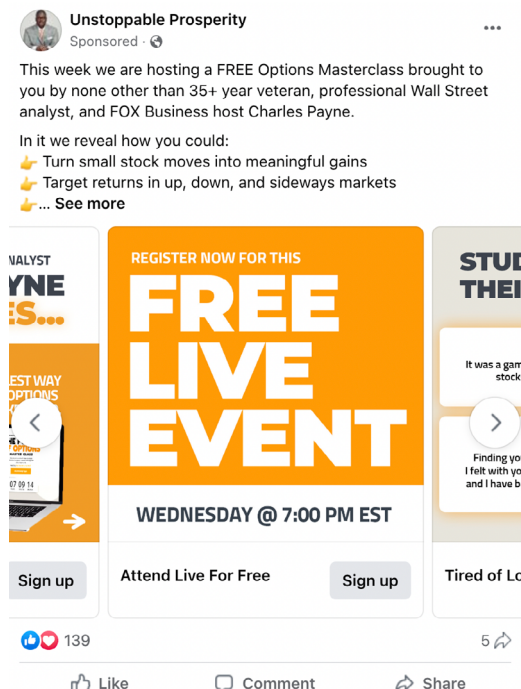 Unstoppable Prosperity
Sponsored ·
This week we are hosting a FREE Options Masterclass brought to
you by none other than 35+ year veteran, professional Wall Street
analyst, and FOX Business host Charles Payne.
In it we reveal how you could:
👉 Turn small stock moves into meaningful gains
👉 Target returns in up, down, and sideways markets
👉... See more
NALYST
YNE
ES...
EST WAY
OPTIONS
OPTIONS
07 09 14
Sign up
REGISTER NOW FOR THIS
FREE
LIVE
EVENT
WEDNESDAY @ 7:00 PM EST
Attend Live For Free
Sign up
STUD
THEI
It was a gam
stock
Finding yo
I felt with yo
and I have b
Tired of Lo
139
5
Like
Comment
Share